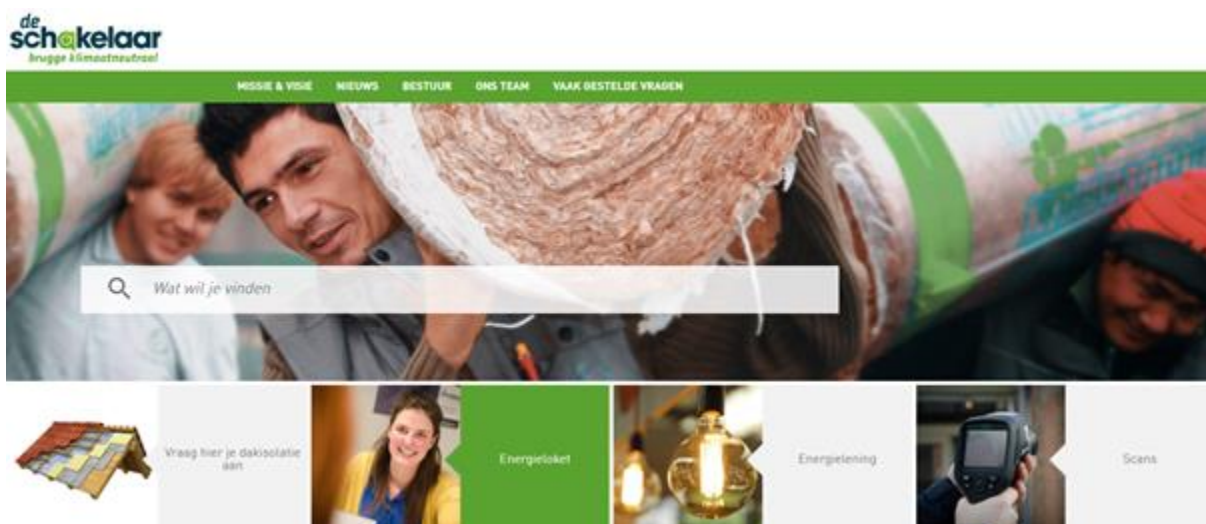 de
schakelaar
brugge klimaatneutraal
MISSIE & VISIE NIEUWS BESTUUR ONS TEAM VAAK GESTELDE VRAGEN
Wat wil je vinden
Vraag hier je dakisolatie
aan
Energieloket
Energielening
Scans